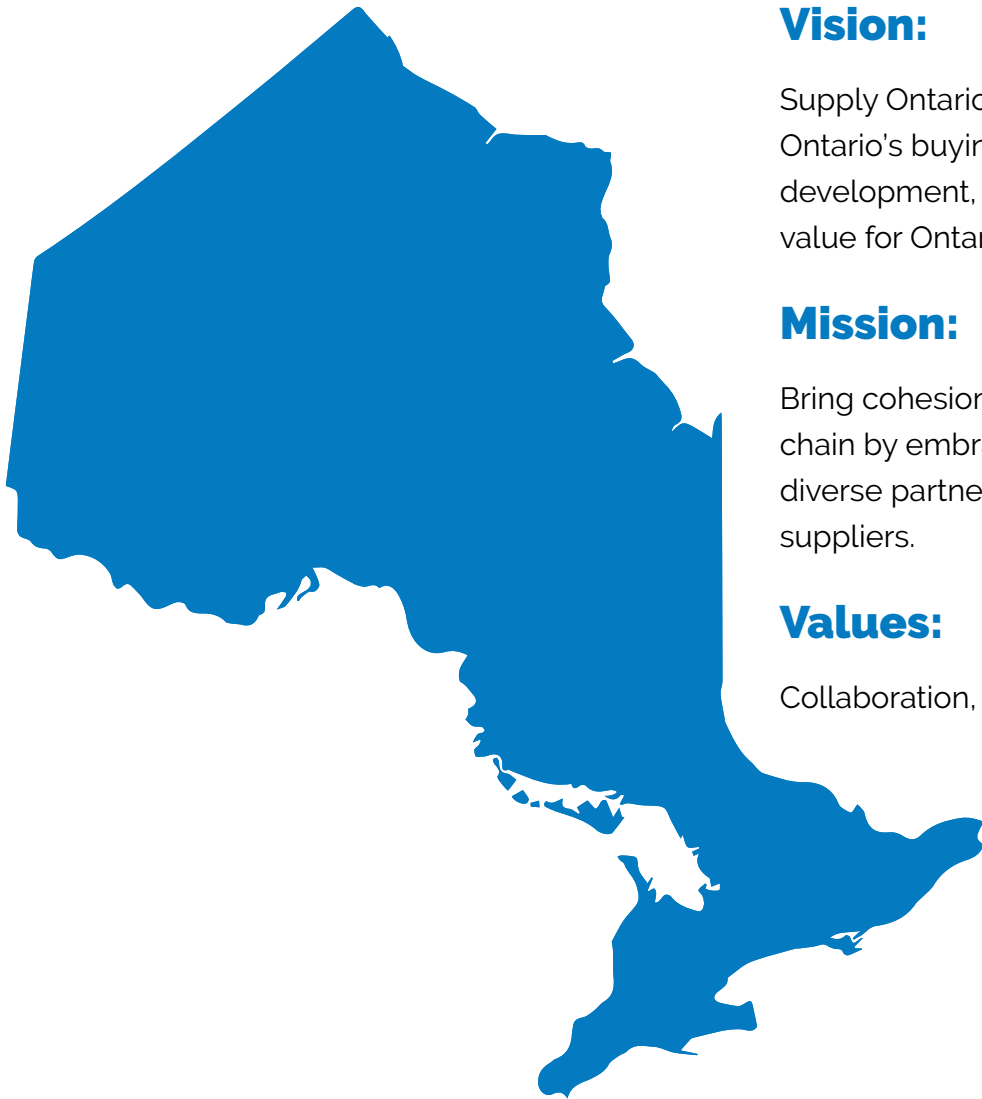 Vision:
Supply Ontario
Ontario's buyin
development,
value for Ontar
Mission:
Bring cohesion
chain by embra
diverse partne
suppliers.
Values:
Collaboration,